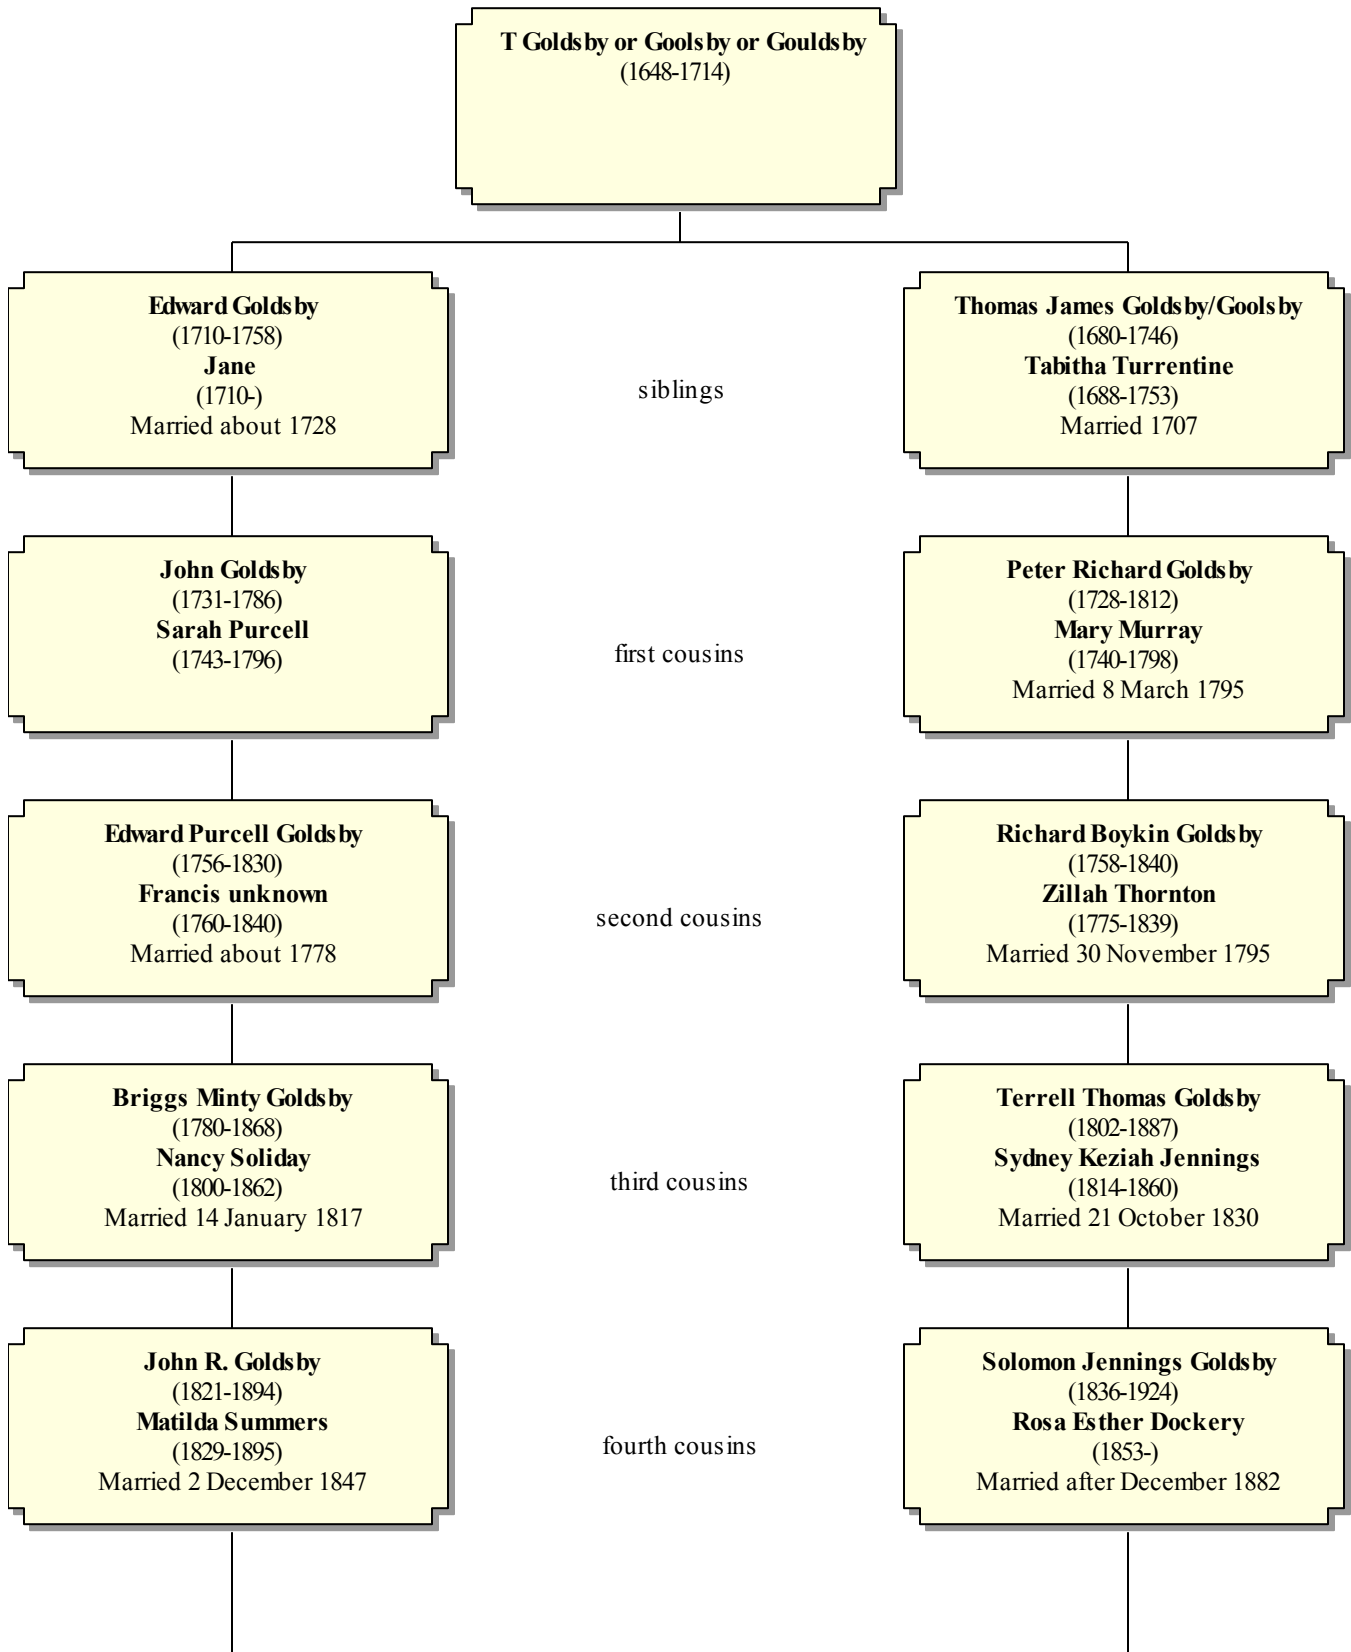 T Goldsby or Goolsby or Gouldsby
(1648-1714)
Edward Goldsby
(1710-1758)
Jane
(1710-)
Married about 1728
siblings
Thomas James Goldsby/Goolsby
(1680-1746)
Tabitha Turrentine
(1688-1753)
Married 1707
John Goldsby
(1731-1786)
Sarah Purcell
(1743-1796)
first cousins
Peter Richard Goldsby
(1728-1812)
Mary Murray
(1740-1798)
Married 8 March 1795
Edward Purcell Goldsby
(1756-1830)
Francis unknown
(1760-1840)
Married about 1778
second cousins
Richard Boykin Goldsby
(1758-1840)
Zillah Thornton
(1775-1839)
Married 30 November 1795
Briggs Minty Goldsby
(1780-1868)
Nancy Soliday
(1800-1862)
Married 14 January 1817
third cousins
Terrell Thomas Goldsby
(1802-1887)
Sydney Keziah Jennings
(1814-1860)
Married 21 October 1830
John R. Goldsby
(1821-1894)
Matilda Summers
(1829-1895)
Married 2 December 1847
fourth cousins
Solomon Jennings Goldsby
(1836-1924)
Rosa Esther Dockery
(1853-)
Married after December 1882